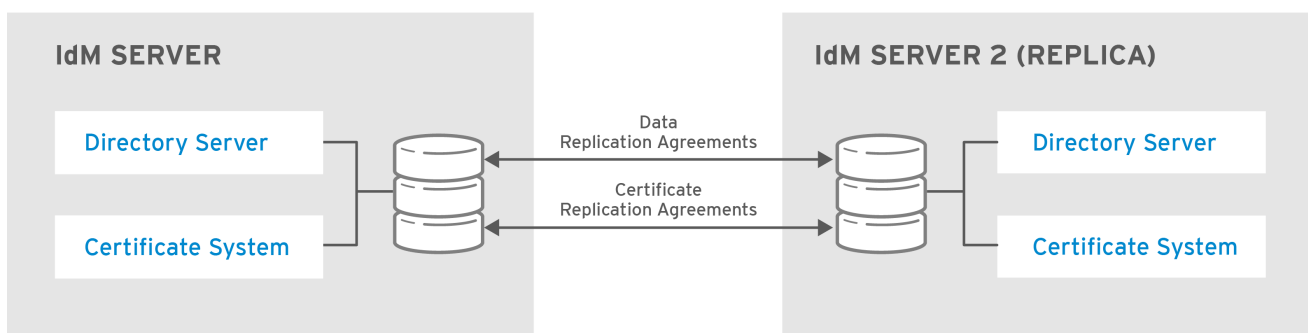 IdM SERVER
Directory Server
Certificate System
Data
Replication Agreements
Certificate
Replication Agreements
IdM SERVER 2 (REPLICA)
Directory Server
Certificate System